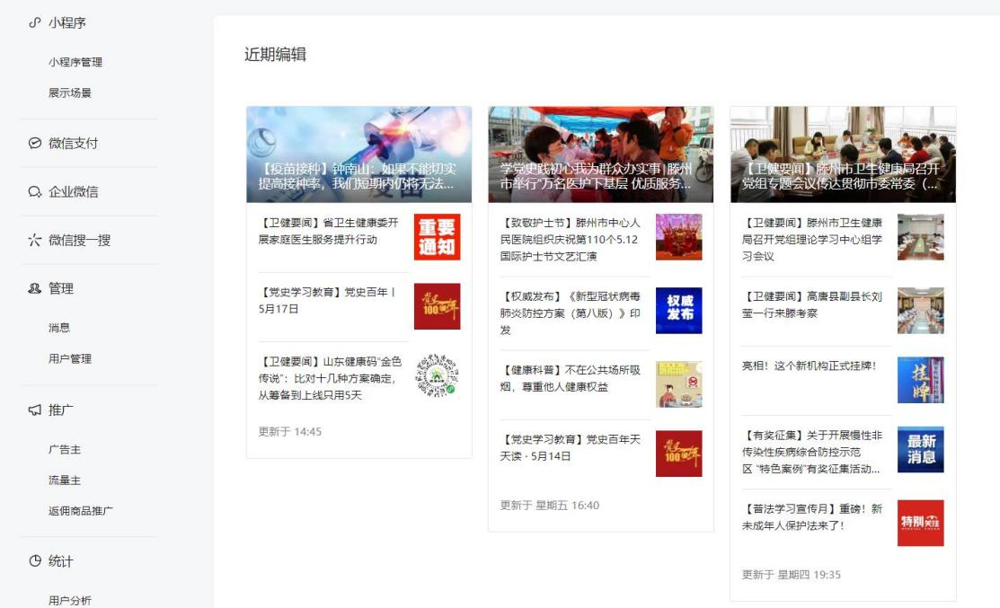 小程序
小程序管理
展示场景
微信支付
企业微信
微信搜一搜
管理
消息
用户管理
推广
广告主
流量主
返佣商品推广
统计
用户分析
近期编辑
【疫苗接种】钟南山：如果不能切实
提高接种率，我们短期内仍将无法...
【卫健要闻】省卫生健康委开
展家庭医生服务提升行动
重要
通知
【党史学习教育】党史百年丨
5月17日
党史
100周年
【卫健要闻】山东健康码“金色
传说”：比对十几种方案确定，
从筹备到上线只用5天
更新于 14:45
学党史践初心我为群众办实事|滕州
市举行“万名医护下基层 优质服务...
【致敬护士节】滕州市中心人
民医院组织庆祝第110个5.12
国际护士节文艺汇演
【权威发布】《新型冠状病毒
肺炎防控方案（第八版）》印
发
权威
发布
【健康科普】不在公共场所吸
烟，尊重他人健康权益
【党史学习教育】党史百年天
天读 · 5月14日
党史
100周年
更新于 星期五 16:40
【卫健要闻】滕州市卫生健康局召开
党组专题会议传达贯彻市委常委（...
【卫健要闻】滕州市卫生健康
局召开党组理论学习中心组学
习会议
【卫健要闻】高唐县副县长刘
莹一行来滕考察
亮相！这个新机构正式挂牌！
挂
牌
【有奖征集】关于开展慢性非
传染性疾病综合防控示范
区 “特色案例”有奖征集活动...
最新
消息
【普法学习宣传月】重磅！新
未成年人保护法来了！
特别关注
SPECIAL FOCUS
更新于 星期四 19:35